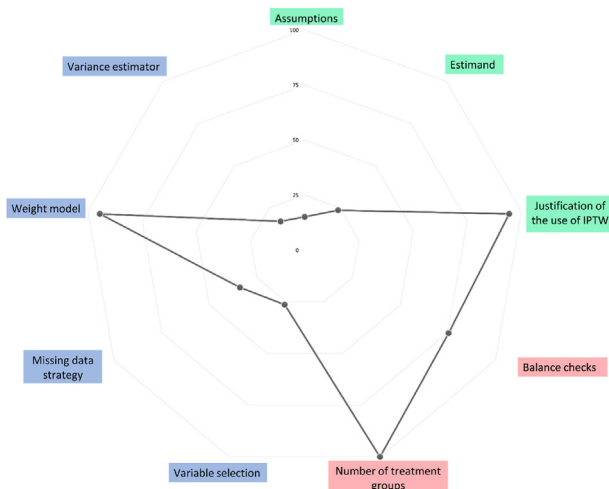 Assumptions
100
Variance estimator
Estimand
75
50
25
Weight model
Justification of
the use of IPTW
0
Missing data
strategy
Balance checks
Variable selection
Number of treatment
groups